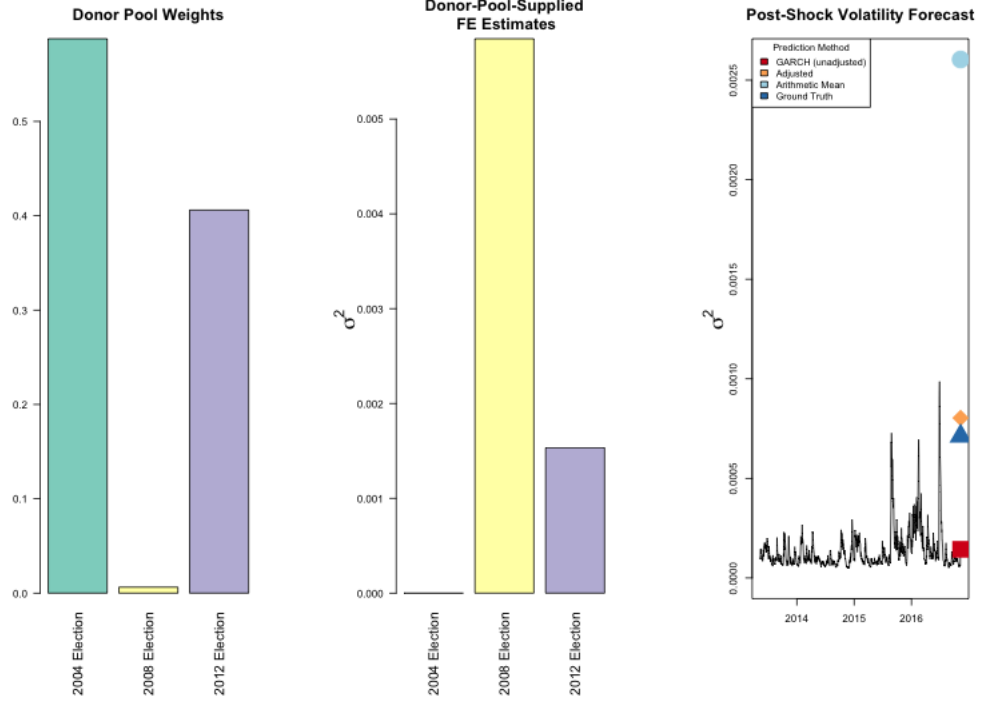 Donor Pool Weights
0.5
0.4
0.3
0.2
0.1
0.0
2004 Election
2008 Election
2012 Election
Donor-Pool-Supplied
FE Estimates
σ2
0.005
0.004
0.003
0.002
0.001
0.000
2004 Election
2008 Election
2012 Election
Post-Shock Volatility Forecast
σ2
0.0025
0.0020
0.0015
0.0010
0.0005
0.0000
Prediction Method
GARCH (unadjusted)
Adjusted
Arithmetic Mean
Ground Truth
2014
2015
2016